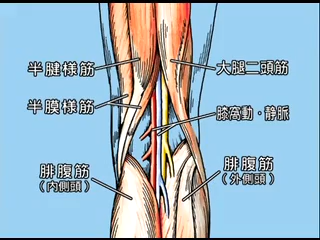 半腱様筋
大腿二頭筋
半膜様筋
膝窩動・静脈
腓腹筋
(内側頭)
腓腹筋
(外側頭)